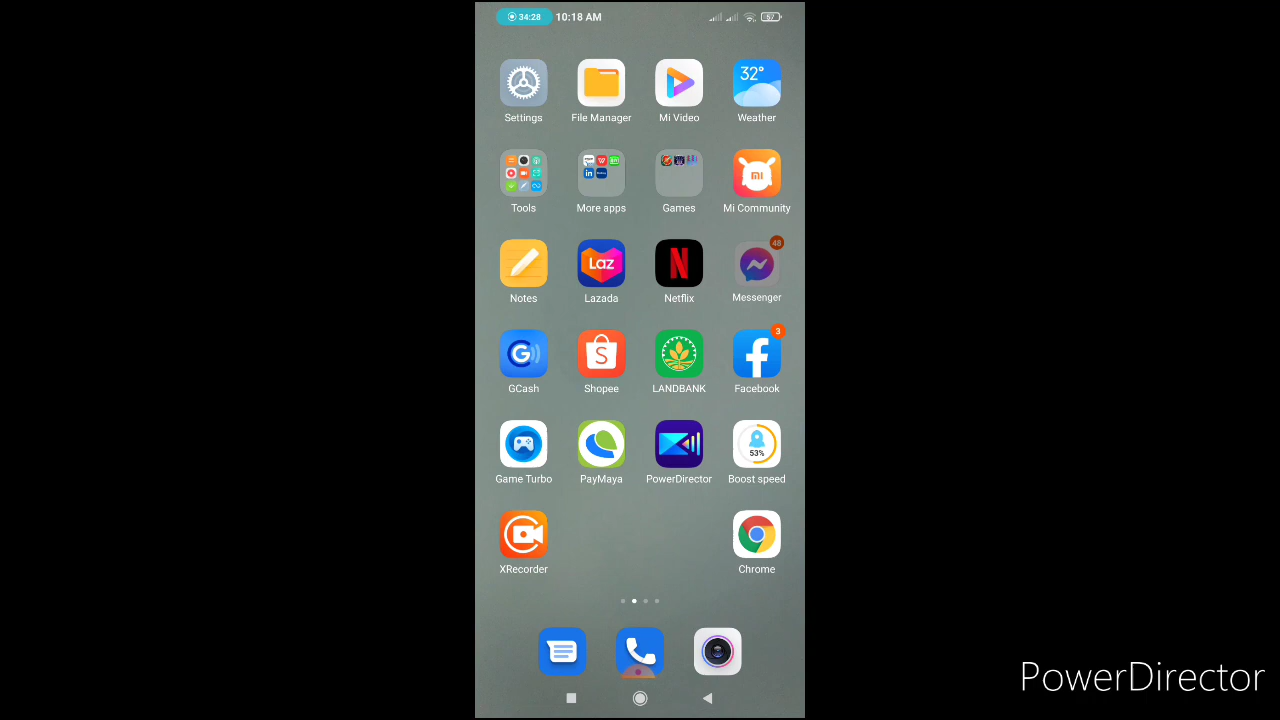 34:28 10:18 AM 57
32°
Settings File Manager Mi Video Weather
Tools More apps Games Mi Community
Laz 48
Notes Lazada Netflix Messenger
3
GCash Shopee LANDBANK Facebook
53%
Game Turbo PayMaya PowerDirector Boost speed
XRecorder Chrome
PowerDirector